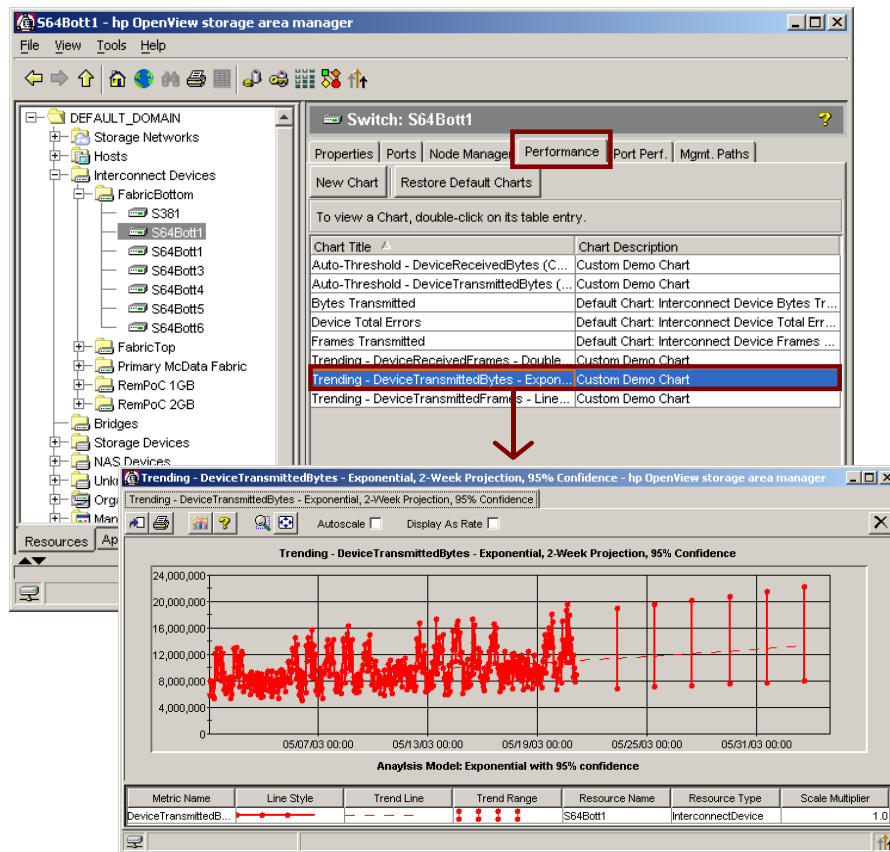 S64Bott1 - hp OpenView storage area manager
File View Tools Help
DEFAULT_DOMAIN
Storage Networks
Hosts
Interconnect Devices
FabricBottom
S381
S64Bott1
S64Bott1
S64Bott3
S64Bott4
S64Bott5
S64Bott6
FabricTop
Primary McData Fabric
RemPoC 1GB
RemPoC 2GB
Bridges
Storage Devices
NAS Devices
Unk
Orga
Man
Resources Ap
Switch: S64Bott1
Properties Ports Node Manager Performance Port Perf. Mgmt. Paths
New Chart Restore Default Charts
To view a Chart, double-click on its table entry.
Chart Title Chart Description
Auto-Threshold - DeviceReceivedBytes (C... Custom Demo Chart
Auto-Threshold - DeviceTransmittedBytes (... Custom Demo Chart
Bytes Transmitted Default Chart: Interconnect Device Bytes Tr...
Device Total Errors Default Chart: Interconnect Device Total Err...
Frames Transmitted Default Chart: Interconnect Device Frames ...
Trending - DeviceReceivedFrames - Double... Custom Demo Chart
Trending - DeviceTransmittedBytes - Expon... Custom Demo Chart
Trending - DeviceTransmittedFrames - Line... Custom Demo Chart
Trending - DeviceTransmittedBytes - Exponential, 2-Week Projection, 95% Confidence - hp OpenView storage area manager
Trending - DeviceTransmittedBytes - Exponential, 2-Week Projection, 95% Confidence
Autoscale Display As Rate
Trending - DeviceTransmittedBytes - Exponential, 2-Week Projection, 95% Confidence
24,000,000
20,000,000
16,000,000
12,000,000
8,000,000
4,000,000
0
05/07/03 00:00 05/13/03 00:00 05/19/03 00:00 05/25/03 00:00 05/31/03 00:00
Anaylsis Model: Exponential with 95% confidence
Metric Name Line Style Trend Line Trend Range Resource Name Resource Type Scale Multiplier
DeviceTransmittedB... S64Bott1 InterconnectDevice 1.0